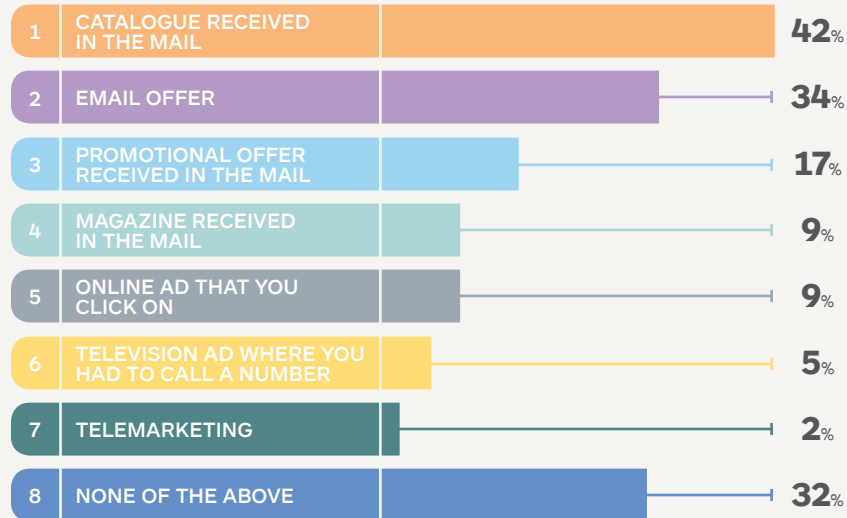 1
CATALOGUE RECEIVED
IN THE MAIL
42%
2
EMAIL OFFER
34%
3
PROMOTIONAL OFFER
RECEIVED IN THE MAIL
17%
4
MAGAZINE RECEIVED
IN THE MAIL
9%
5
ONLINE AD THAT YOU
CLICK ON
9%
6
TELEVISION AD WHERE YOU
HAD TO CALL A NUMBER
5%
7
TELEMARKETING
2%
8
NONE OF THE ABOVE
32%